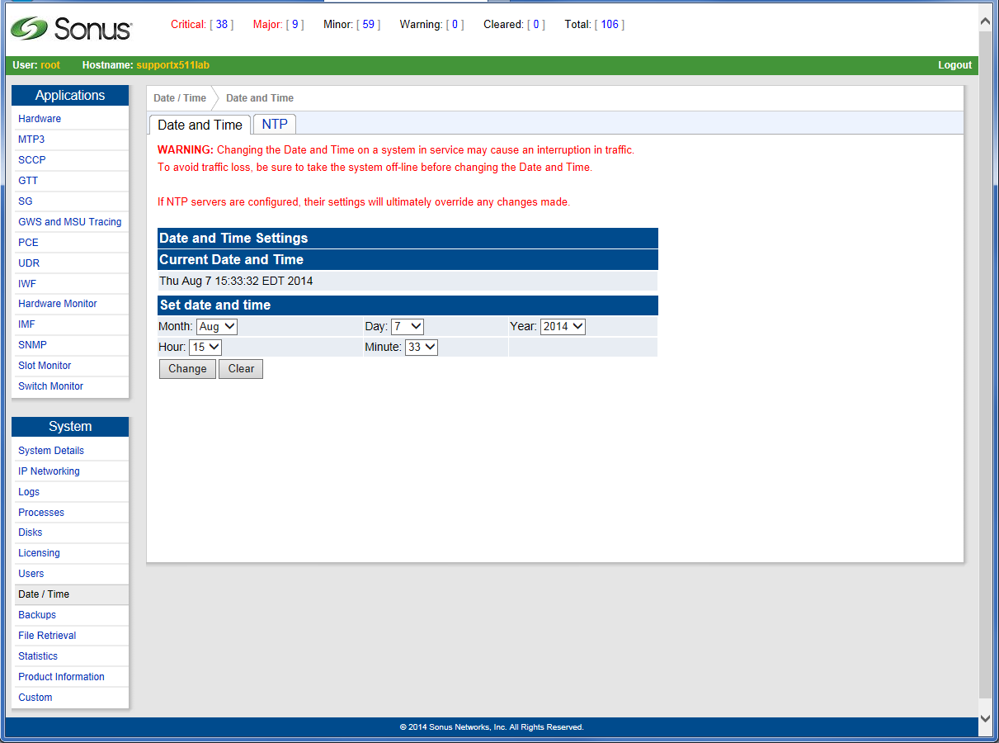 Sonus Critical: [ 38 ] Major: [ 9 ] Minor: [ 59 ] Warning: [ 0 ] Cleared: [ 0 ] Total: [ 106 ]
User: root Hostname: supportx511lab Logout
Applications
Hardware
MTP3
SCCP
GTT
SG
GWS and MSU Tracing
PCE
UDR
IWF
Hardware Monitor
IMF
SNMP
Slot Monitor
Switch Monitor
System
System Details
IP Networking
Logs
Processes
Disks
Licensing
Users
Date / Time
Backups
File Retrieval
Statistics
Product Information
Custom
Date / Time Date and Time
Date and Time NTP
WARNING: Changing the Date and Time on a system in service may cause an interruption in traffic.
To avoid traffic loss, be sure to take the system off-line before changing the Date and Time.
If NTP servers are configured, their settings will ultimately override any changes made.
Date and Time Settings
Current Date and Time
Thu Aug 7 15:33:32 EDT 2014
Set date and time
Month: Aug Day: 7 Year: 2014
Hour: 15 Minute: 33
Change Clear
© 2014 Sonus Networks, Inc. All Rights Reserved.